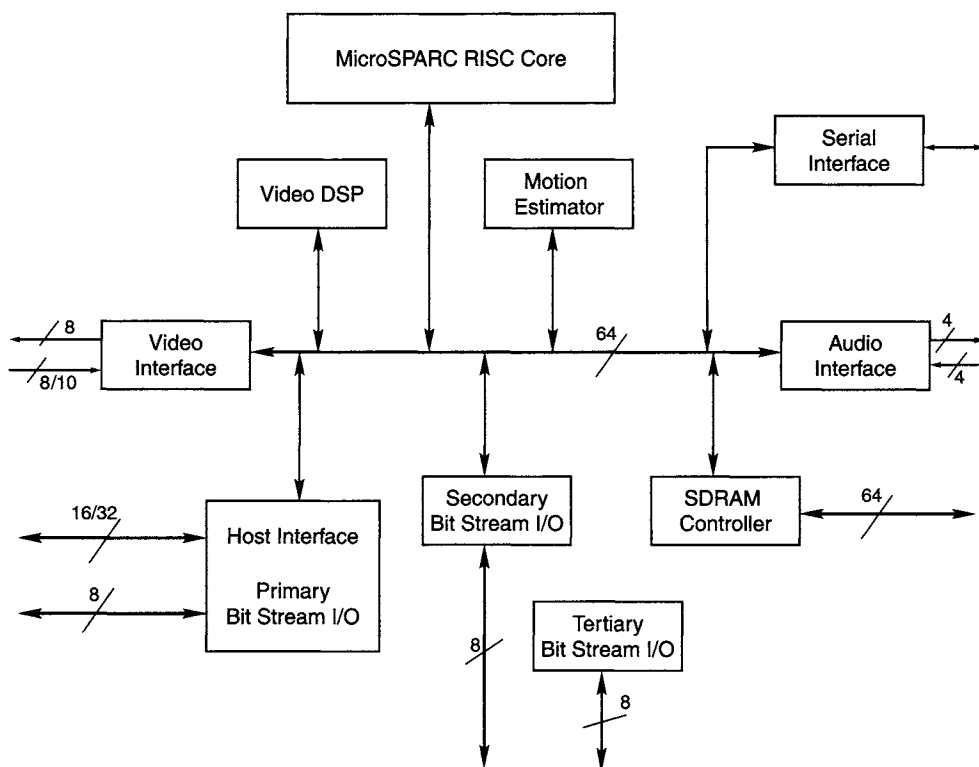 MicroSPARC RISC Core
Serial
Interface
Video DSP
Motion
Estimator
8
8/10
Video
Interface
64
Audio
Interface
4
4
16/32
8
Host Interface
Primary
Bit Stream I/O
Secondary
Bit Stream I/O
SDRAM
Controller
64
8
Tertiary
Bit Stream I/O
8